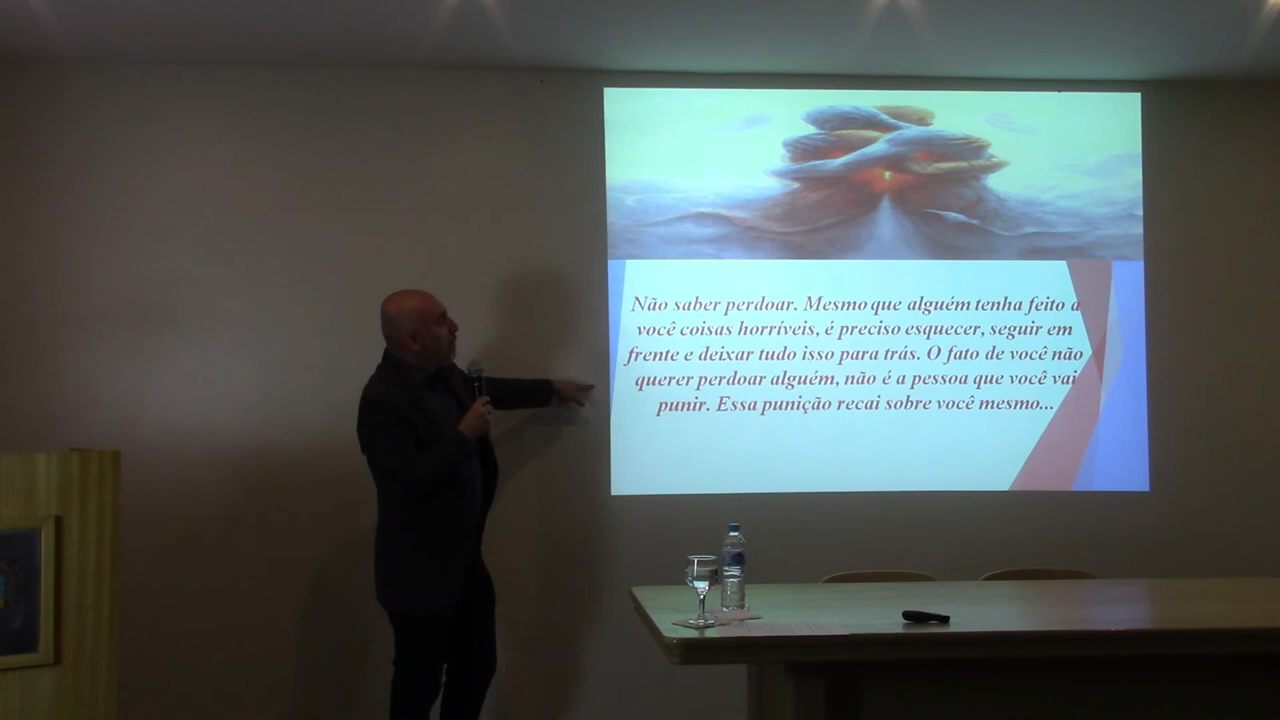 Não saber perdoar. Mesmo que alguém tenha feito a
você coisas horríveis, é preciso esquecer, seguir em
frente e deixar tudo isso para trás. O fato de você não
querer perdoar alguém, não é a pessoa que você vai
punir. Essa punição recai sobre você mesmo...